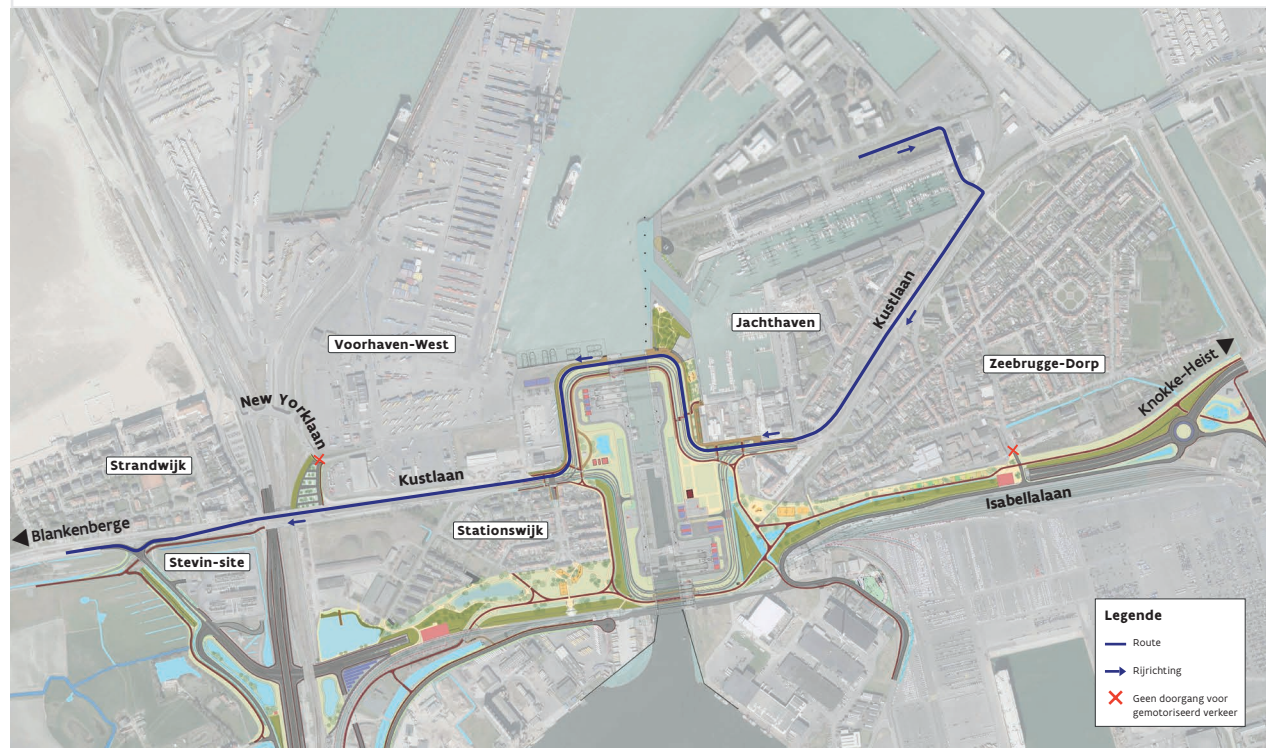 Jachthaven
Kustlaan
Voorhaven-West
Zeebrugge-Dorp
Knokke-Heist
New Yorklaan
Strandwijk
Kustlaan
Isabellalaan
Blankenberge
Stationswijk
Stevin-site
Legende
Route
Rijrichting
Geen doorgang voor
gemotoriseerd verkeer